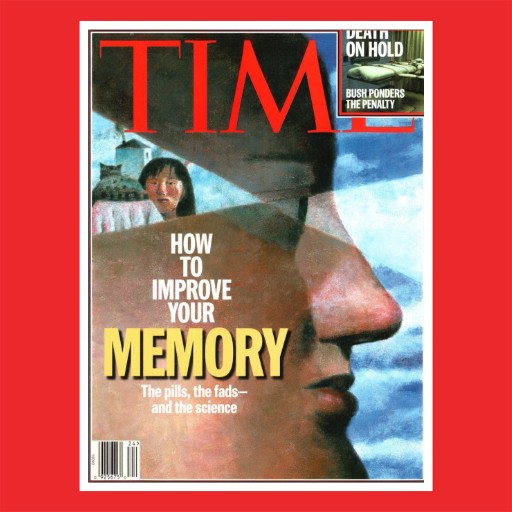 TIME
DEATH
ON HOLD
BUSH PONDERS
THE PENALTY
HOW
TO
IMPROVE
YOUR
MEMORY
The pills, the fads—
and the science
24>